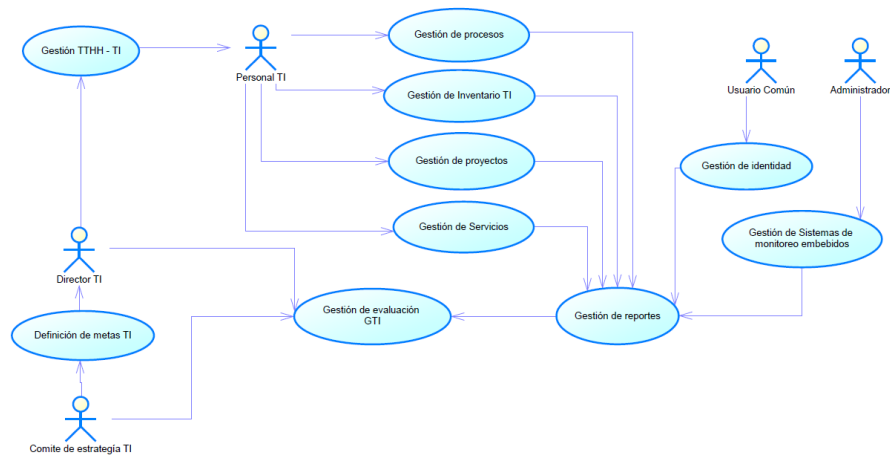 Gestión TTHH - TI
Personal TI
Gestión de procesos
Gestión de Inventario TI
Gestión de proyectos
Gestión de Servicios
Usuario Común
Administrador
Gestión de identidad
Gestión de Sistemas de
monitoreo embebidos
Director TI
Definición de metas TI
Gestión de evaluación
GTI
Gestión de reportes
Comite de estrategía TI